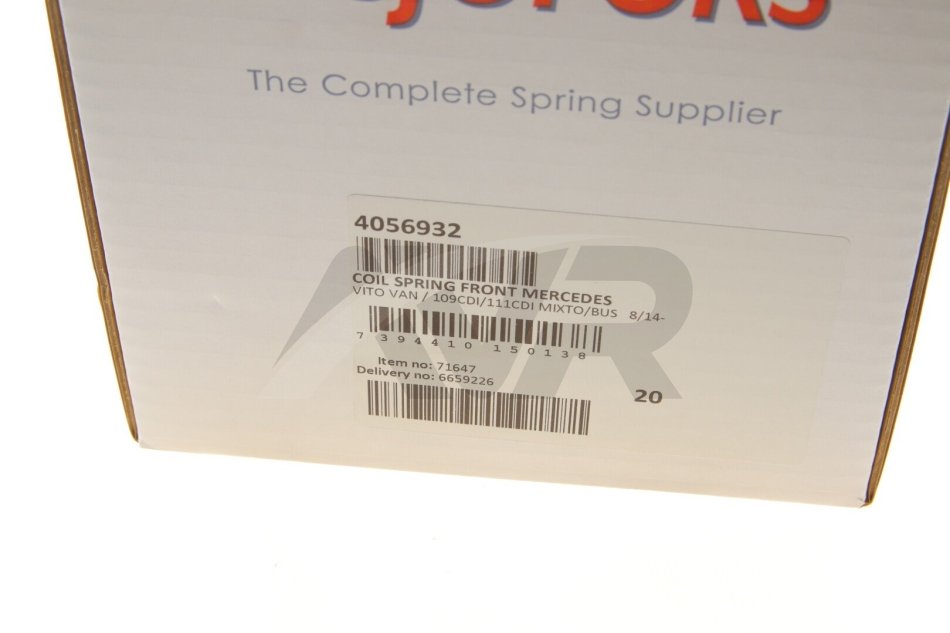 The Complete Spring Supplier
4056932
COIL SPRING FRONT MERCEDES
VITO VAN / 109CDI/111CDI MIXTO/BUS 8/14-
7 394410 150138
Item no: 71647
Delivery no: 6659226
20